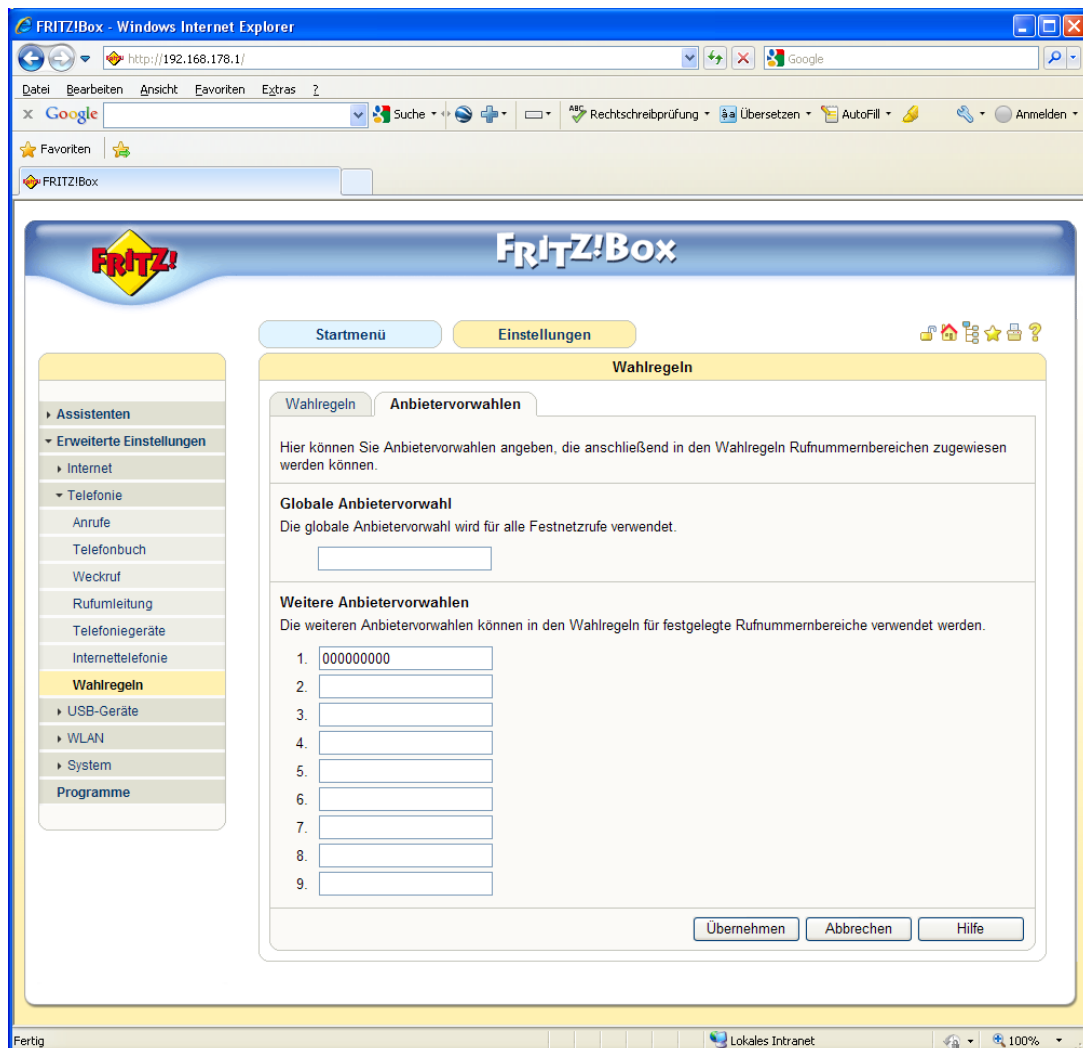 FRITZ!Box - Windows Internet Explorer
http://192.168.178.1/
Google
Datei Bearbeiten Ansicht Favoriten Extras ?
x Google Suche ABC Rechtschreibprüfung âa Übersetzen AutoFill Anmelden
Favoriten
FRITZ!Box
FRITZ!
FRITZ!Box
Startmenü Einstellungen
Wahlregeln
Assistenten
Erweiterte Einstellungen
Internet
Telefonie
Anrufe
Telefonbuch
Weckruf
Rufumleitung
Telefoniegeräte
Internettelefonie
Wahlregeln
USB-Geräte
WLAN
System
Programme
Wahlregeln Anbietervorwahlen
Hier können Sie Anbietervorwahlen angeben, die anschließend in den Wahlregeln Rufnummernbereichen zugewiesen
werden können.
Globale Anbietervorwahl
Die globale Anbietervorwahl wird für alle Festnetzrufe verwendet.
Weitere Anbietervorwahlen
Die weiteren Anbietervorwahlen können in den Wahlregeln für festgelegte Rufnummernbereiche verwendet werden.
1. 000000000
2.
3.
4.
5.
6.
7.
8.
9.
Übernehmen Abbrechen Hilfe
Fertig Lokales Intranet 100%